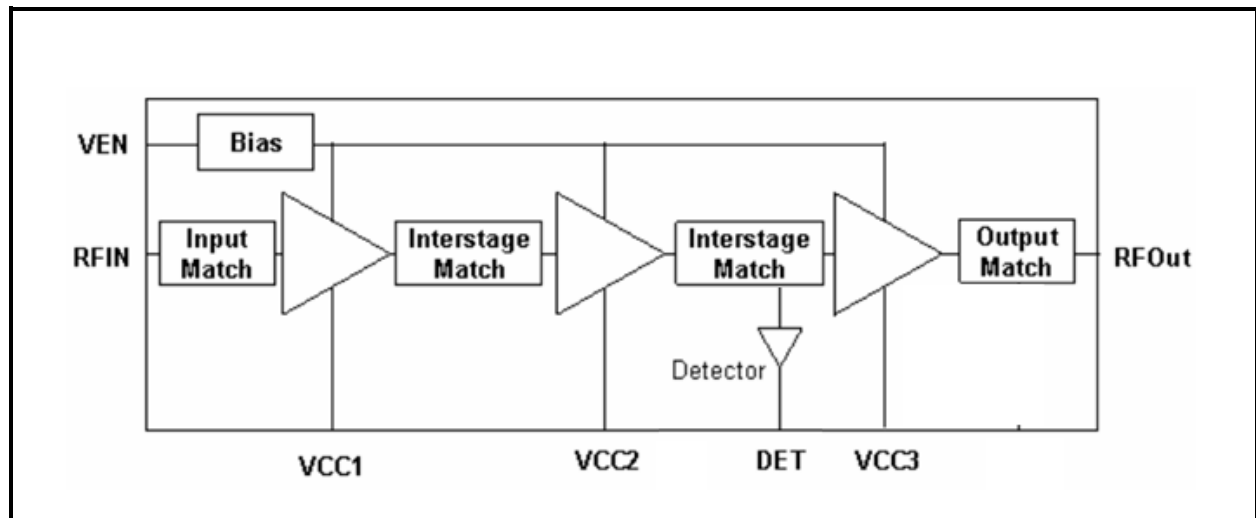 VEN
Bias
RFIN
Input
Match
Interstage
Match
Interstage
Match
Output
Match
RFOut
Detector
VCC1
VCC2
DET
VCC3